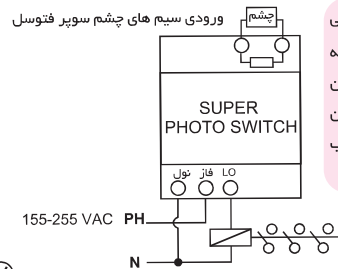 ورودی سیم های چشم سوپر فتوسل
چشم
SUPER
PHOTO SWITCH
نول فاز LO
155-255 VAC PH
N